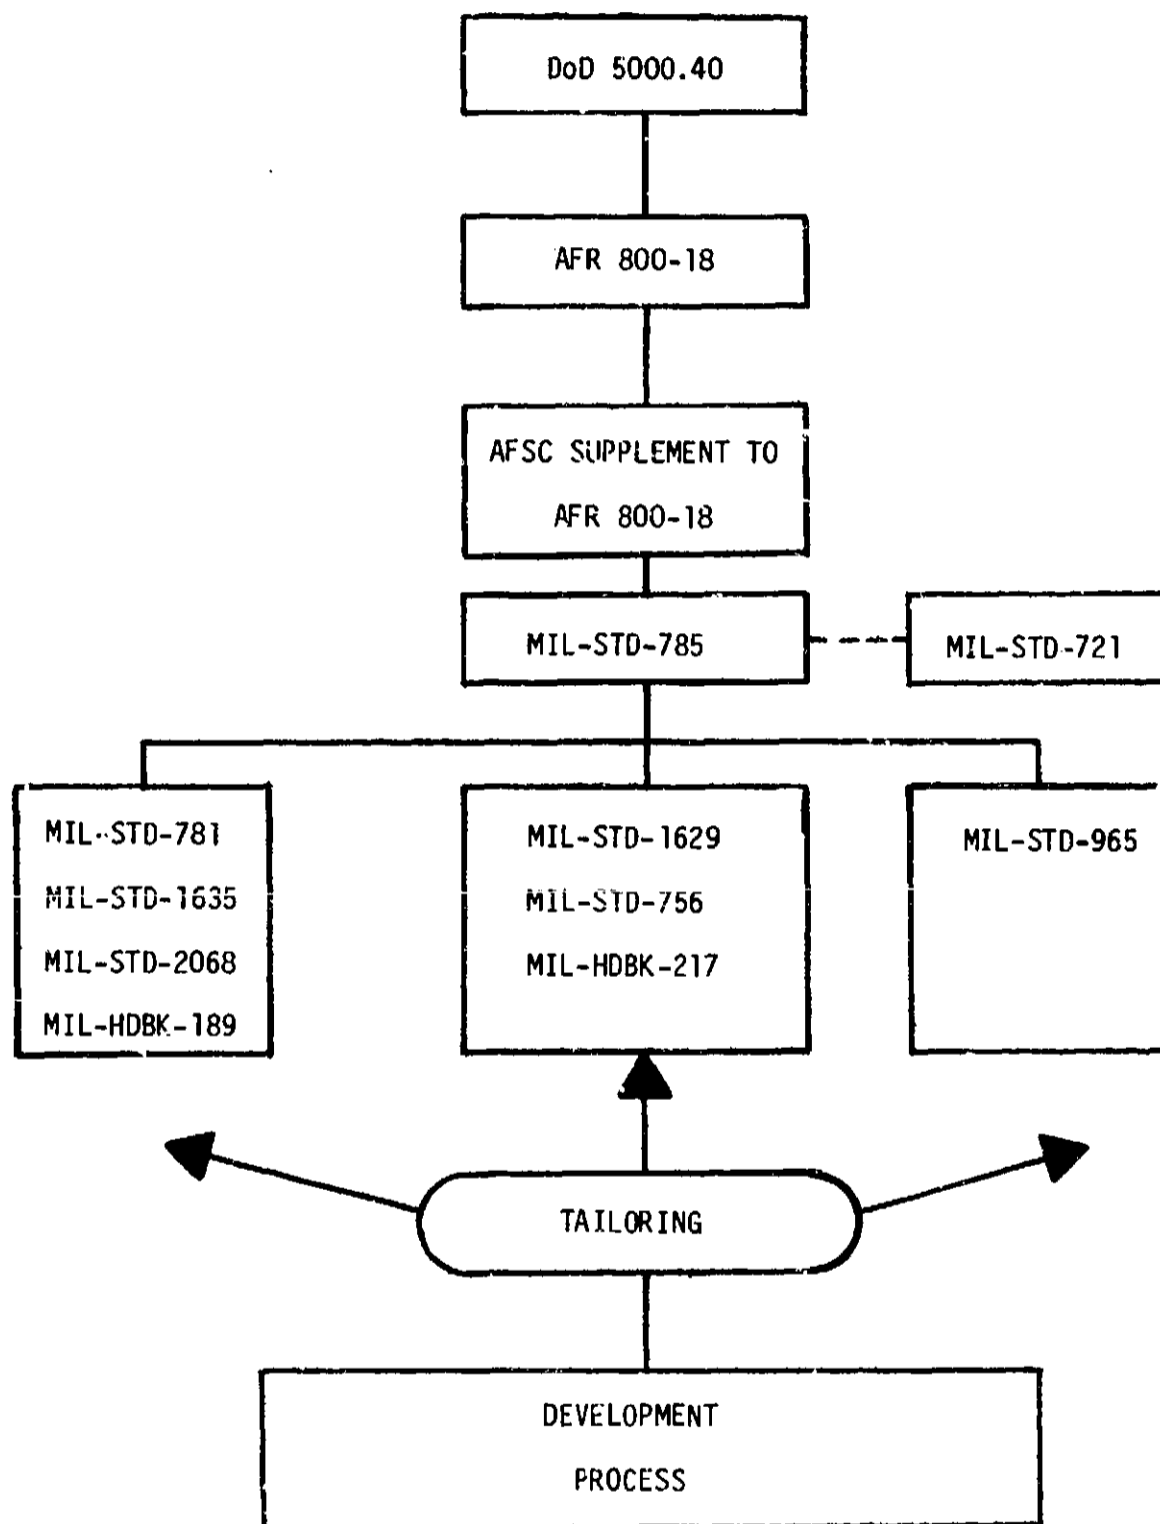 DoD 5000.40
AFR 800-18
AFSC SUPPLEMENT TO
AFR 800-18
MIL-STD-785
MIL-STD-721
MIL-STD-781
MIL-STD-1635
MIL-STD-2068
MIL-HDBK-189
MIL-STD-1629
MIL-STD-756
MIL-HDBK-217
MIL-STD-965
TAILORING
DEVELOPMENT
PROCESS